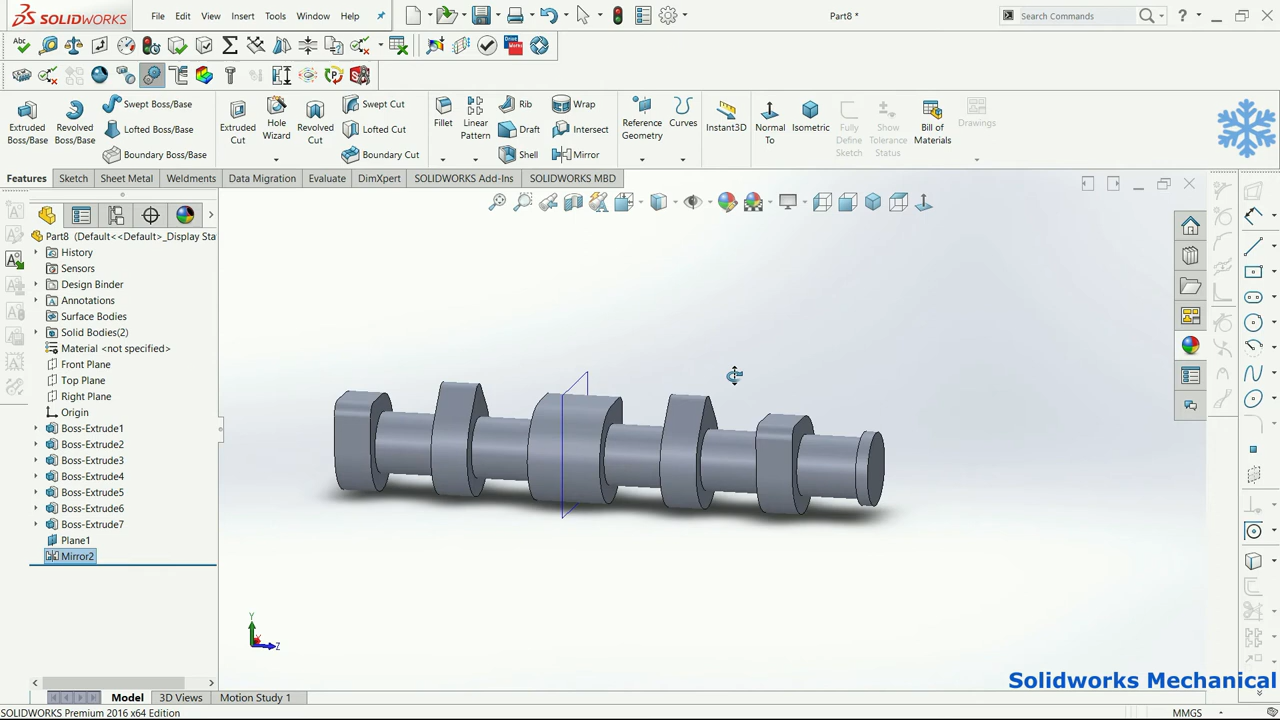 SOLIDWORKS
File Edit View Insert Tools Window Help
Part8 *
Search Commands
?
Abc
Drive Works
Extruded Boss/Base
Revolved Boss/Base
Swept Boss/Base
Lofted Boss/Base
Boundary Boss/Base
Extruded Cut
Hole Wizard
Revolved Cut
Swept Cut
Lofted Cut
Boundary Cut
Fillet
Linear Pattern
Rib
Draft
Shell
Wrap
Intersect
Mirror
Reference Geometry
Curves
Instant3D
Normal To
Isometric
Fully Define Sketch
Show Tolerance Status
Bill of Materials
Drawings
Features Sketch Sheet Metal Weldments Data Migration Evaluate DimXpert SOLIDWORKS Add-Ins SOLIDWORKS MBD
Part8 (Default<<Default>_Display Sta
History
Sensors
Design Binder
Annotations
Surface Bodies
Solid Bodies(2)
Material <not specified>
Front Plane
Top Plane
Right Plane
Origin
Boss-Extrude1
Boss-Extrude2
Boss-Extrude3
Boss-Extrude4
Boss-Extrude5
Boss-Extrude6
Boss-Extrude7
Plane1
Mirror2
Y
Z
Solidworks Mechanical
Model 3D Views Motion Study 1
SOLIDWORKS Premium 2016 x64 Edition
MMGS